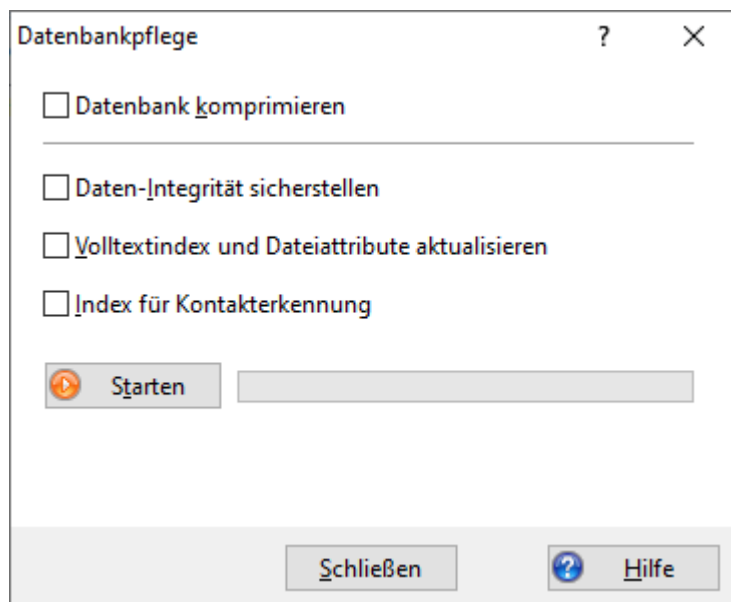 Datenbankpflege ?
Datenbank komprimieren
Daten-Integrität sicherstellen
Volltextindex und Dateiattribute aktualisieren
Index für Kontakterkennung
Starten
Schließen
Hilfe